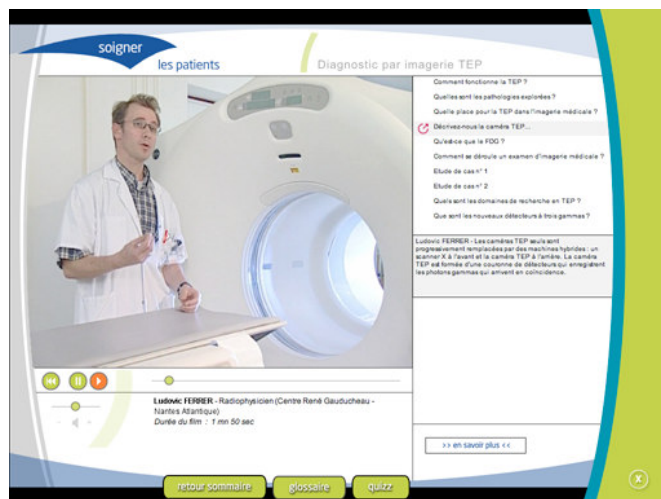 soigner
les patients
Diagnostic par imagerie TEP
Comment fonctionne la TEP ?
Quelles sont les pathologies explorées ?
Quelle place pour la TEP dans l'imagerie médicale ?
Décrivez-nous la caméra TEP...
Qu'est-ce que le FDG ?
Comment se déroule un examen d'imagerie médicale ?
Etude de cas n° 1
Etude de cas n° 2
Quels sont les domaines de recherche en TEP ?
Que sont les nouveaux détecteurs à trois gammas ?
Ludovic FERRER - Les caméras TEP seuls sont
progressivement remplacées par des machines hybrides : un
scanner X à l'avant et la caméra TEP à l'arrière. La caméra
TEP est formée d'une couronne de détecteurs qui enregistrent
les photons gammas qui arrivent en coïncidence.
Ludovic FERRER - Radiophysicien (Centre René Gauducheau -
Nantes Atlantique)
Durée du film : 1 mn 50 sec
- +
>> en savoir plus <<
retour sommaire
glossaire
quizz
x